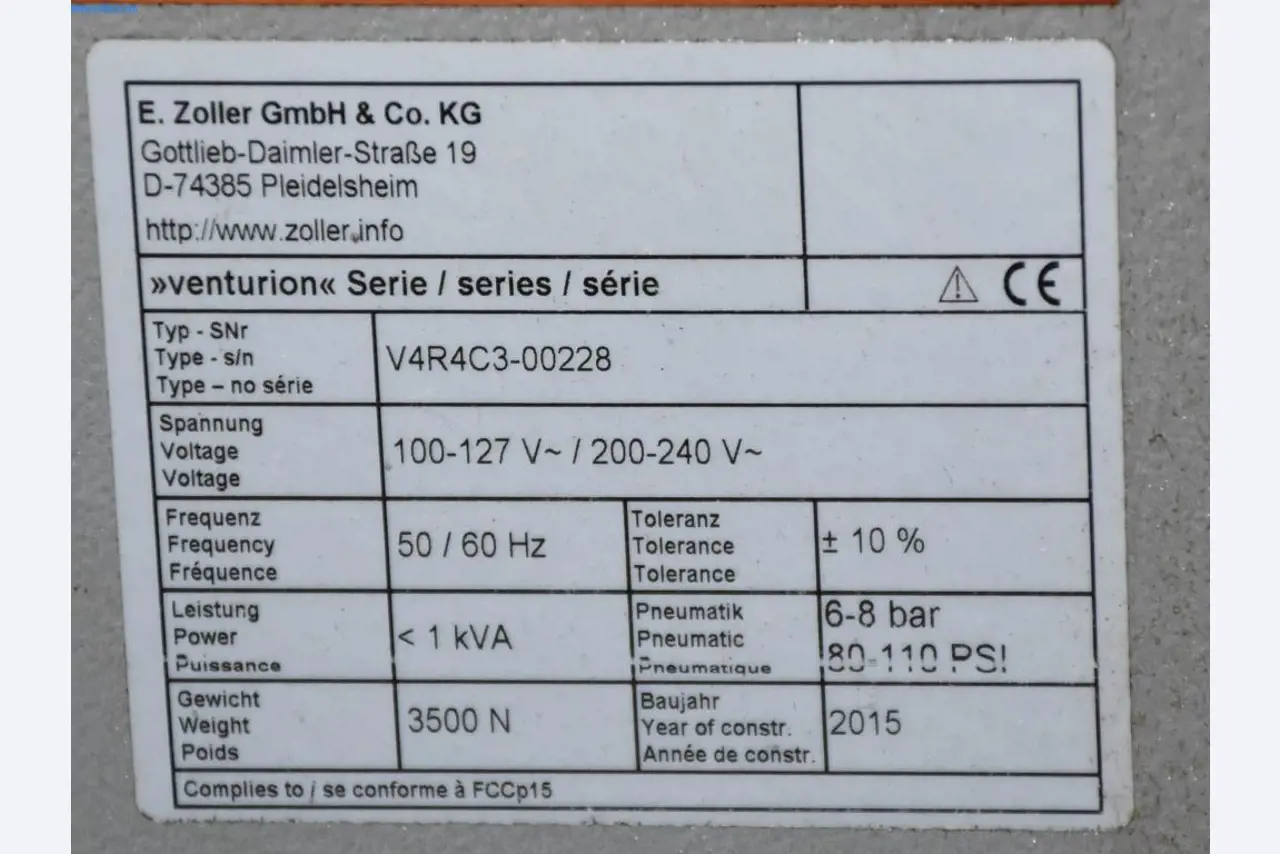 E. Zoller GmbH & Co. KG
Gottlieb-Daimler-Straße 19
D-74385 Pleidelsheim
http://www.zoller.info
»venturion« Serie / series / série
CE
Typ - SNr
Type - s/n
Type – no série
V4R4C3-00228
Spannung
Voltage
Voltage
100-127 V~ / 200-240 V~
Frequenz
Frequency
Fréquence
50 / 60 Hz
Toleranz
Tolerance
Tolerance
± 10 %
Leistung
Power
Puissance
< 1 kVA
Pneumatik
Pneumatic
Pneumatique
6-8 bar
80-110 PSI
Gewicht
Weight
Poids
3500 N
Baujahr
Year of constr.
Année de constr.
2015
Complies to / se conforme à FCCp15